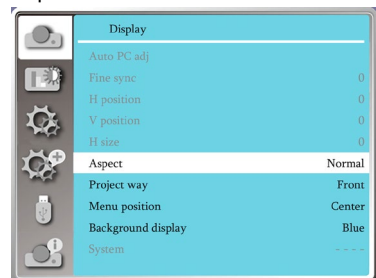 Display
Auto PC adj
Fine sync 0
H position 0
V position 0
H size 0
Aspect Normal
Project way Front
Menu position Center
Background display Blue
System - - - -